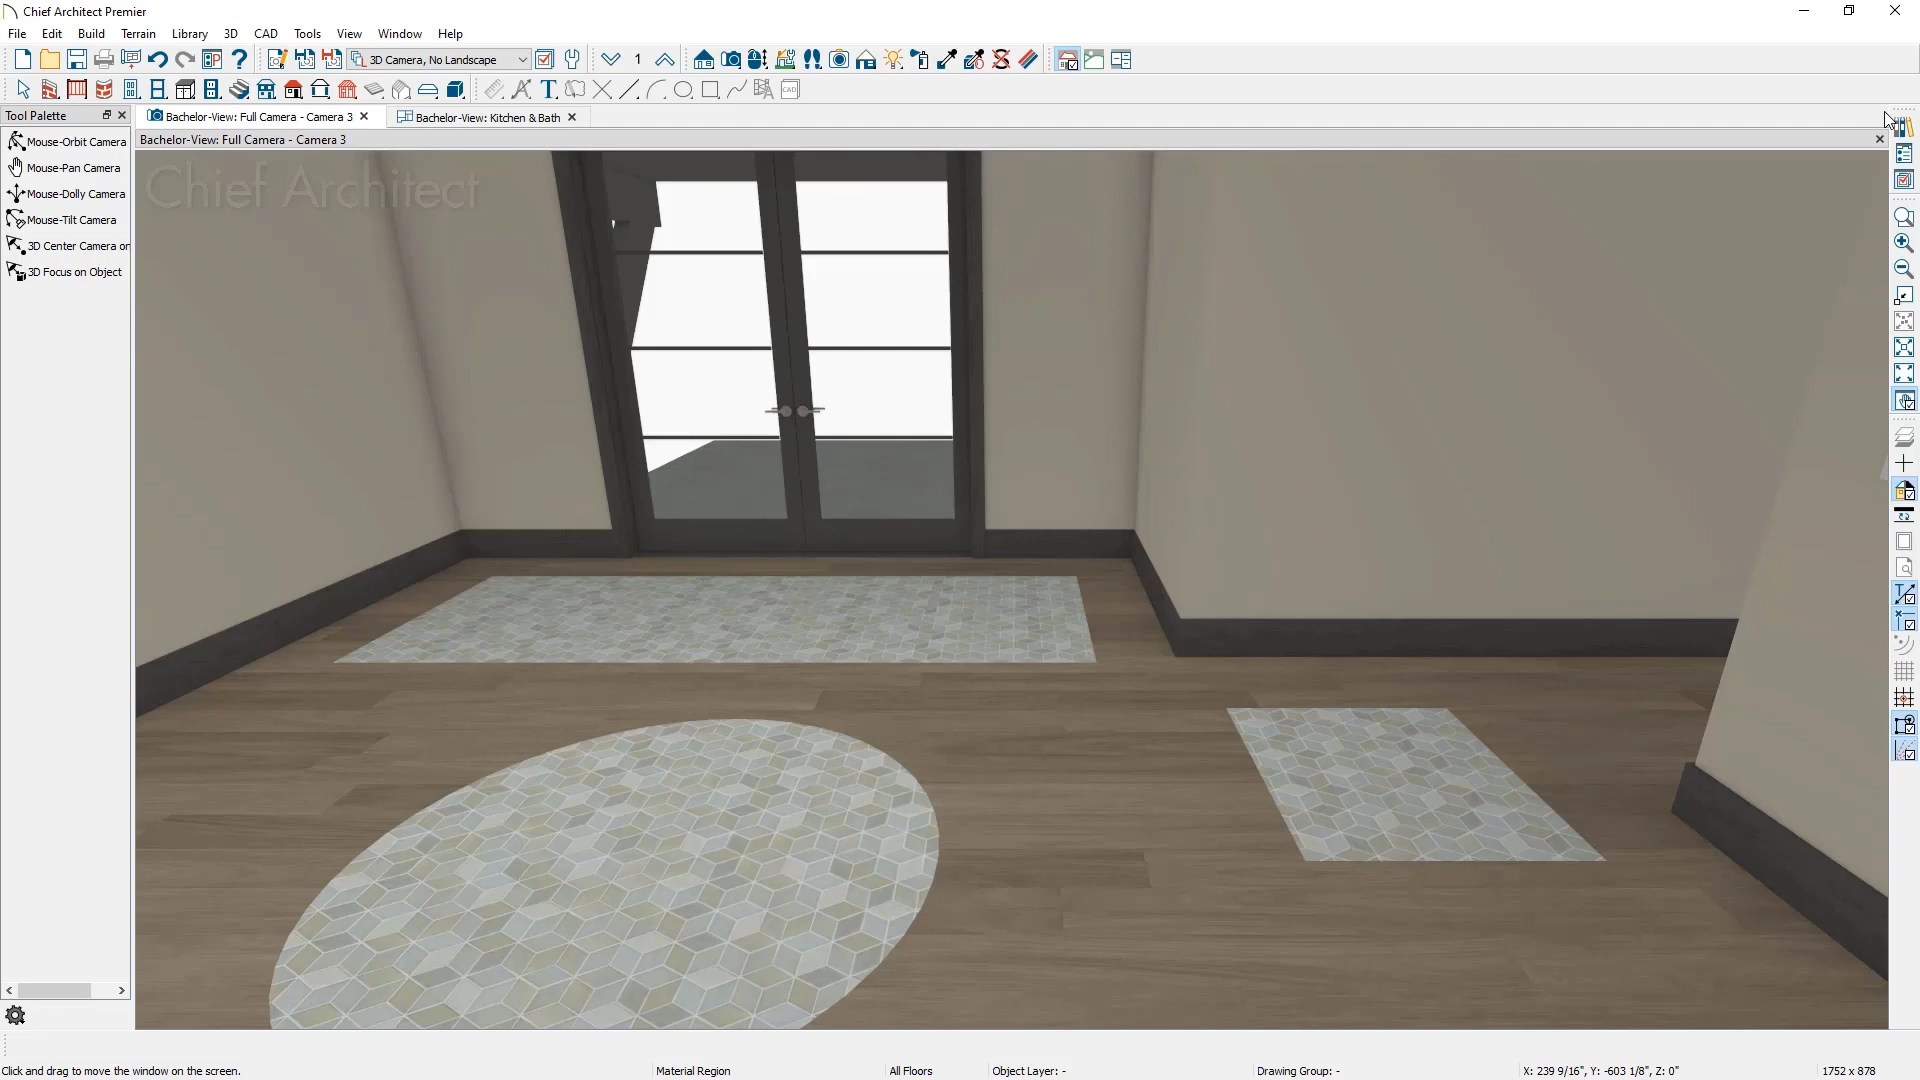 Chief Architect Premier
File Edit Build Terrain Library 3D CAD Tools View Window Help
3D Camera, No Landscape
1
Tool Palette
Bachelor-View: Full Camera - Camera 3
Bachelor-View: Kitchen & Bath
Bachelor-View: Full Camera - Camera 3
Mouse-Orbit Camera
Mouse-Pan Camera
Mouse-Dolly Camera
Mouse-Tilt Camera
3D Center Camera on
3D Focus on Object
Chief Architect
Click and drag to move the window on the screen. Material Region All Floors Object Layer: - Drawing Group: - X: 239 9/16", Y: -603 1/8", Z: 0" 1752 x 878